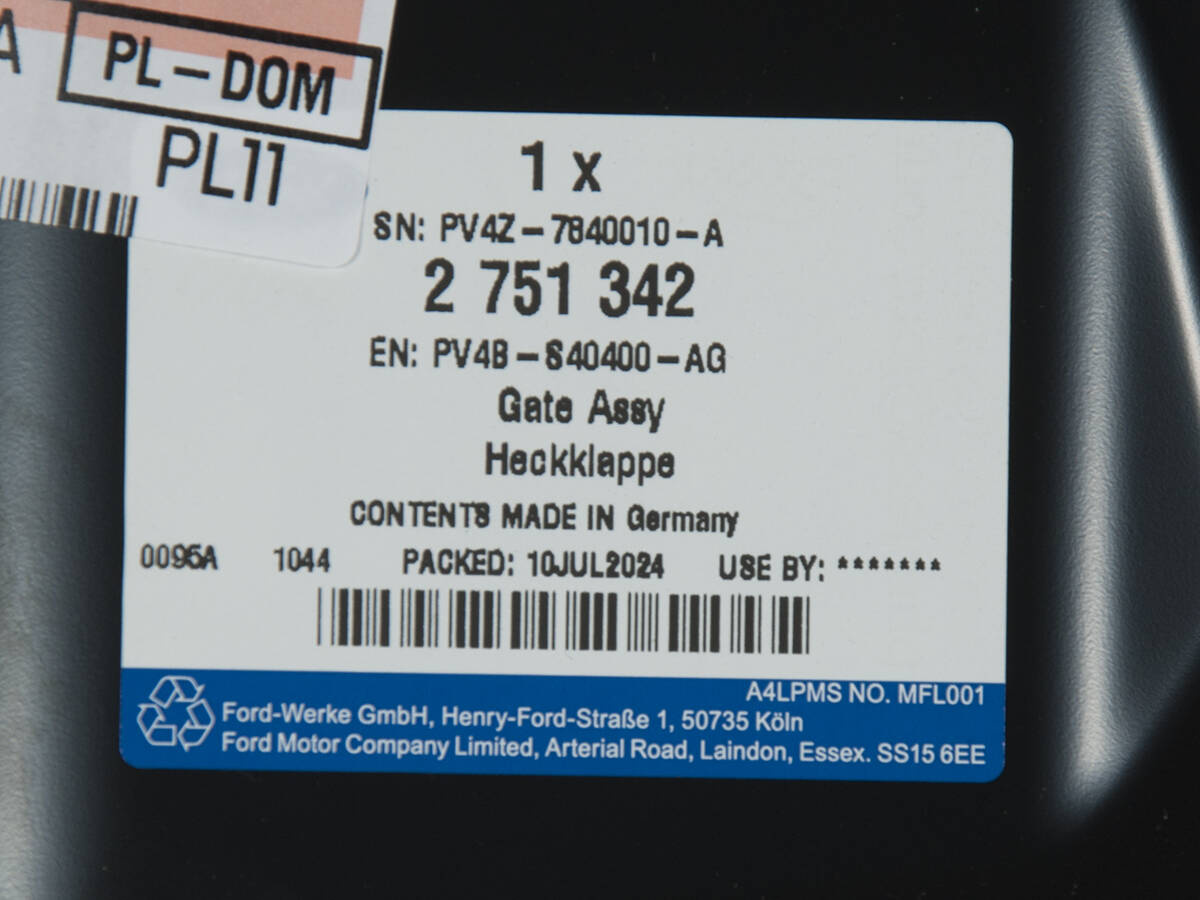 A
PL-DOM
PL11
1 x
SN: PV4Z-7840010-A
2 751 342
EN: PV4B-S40400-AG
Gate Assy
Heckklappe
CONTENTS MADE IN Germany
0095A 1044 PACKED: 10JUL2024 USE BY: *******
A4LPMS NO. MFL001
Ford-Werke GmbH, Henry-Ford-Straße 1, 50735 Köln
Ford Motor Company Limited, Arterial Road, Laindon, Essex. SS15 6EE